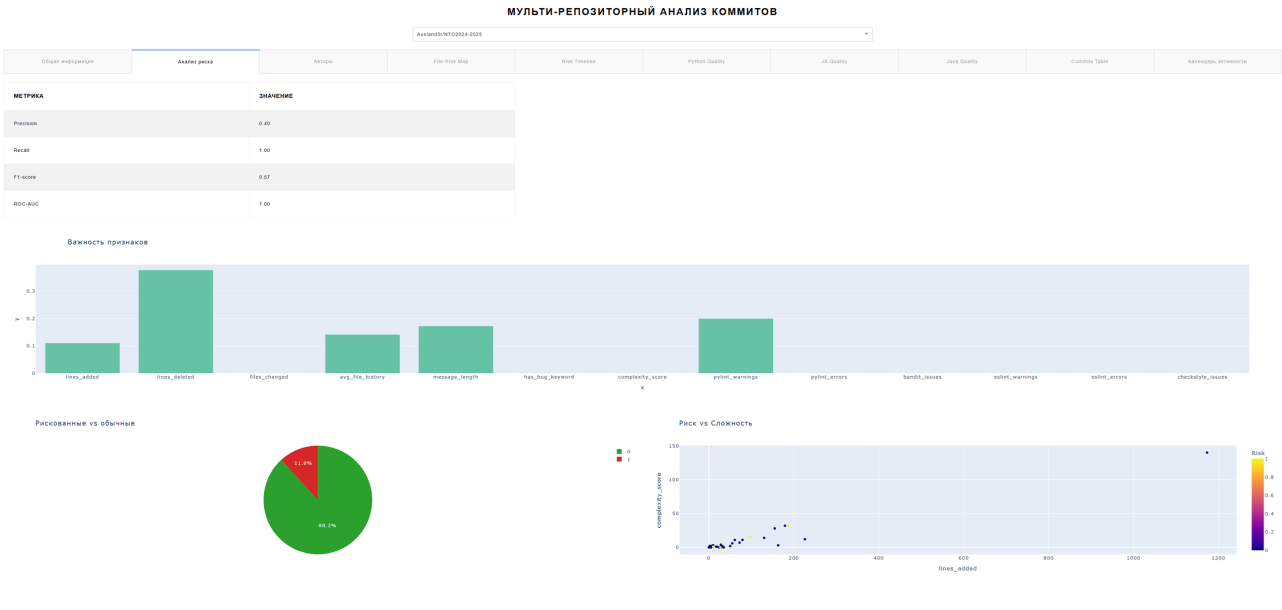 МУЛЬТИ-РЕПОЗИТОРНЫЙ АНАЛИЗ КОММИТОВ
Ausland3r/NTO2024-2025
Общая информация Анализ риска Авторы File-Risk Map Risk Timeline Python Quality JS Quality Java Quality Commits Table Календарь активности
МЕТРИКА ЗНАЧЕНИЕ
Precision 0.40
Recall 1.00
F1-score 0.57
ROC-AUC 1.00
Важность признаков
0.3
0.2
0.1
0
y
lines_added lines_deleted files_changed avg_file_history message_length has_bug_keyword complexity_score pylint_warnings pylint_errors bandit_issues eslint_warnings eslint_errors checkstyle_issues
x
Рискованные vs обычные
11.8%
88.2%
0
1
Риск vs Сложность
150
100
50
0
complexity_score
0 200 400 600 800 1000 1200
lines_added
Risk
1
0.8
0.6
0.4
0.2
0